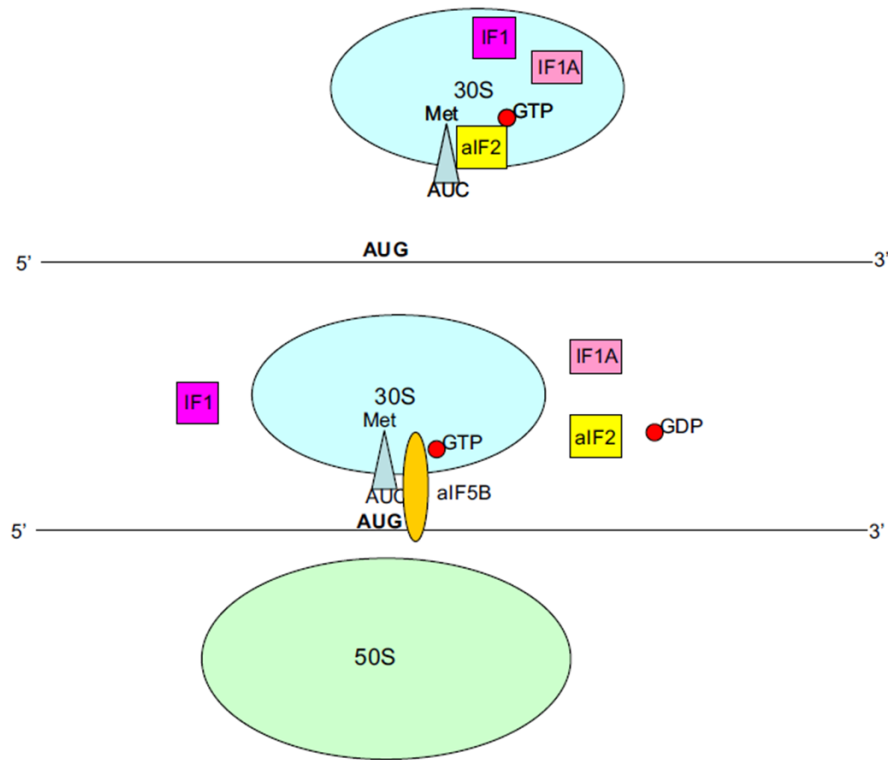 IF1
IF1A
30S
Met
GTP
aIF2
AUC
AUG
5’
3’
IF1A
IF1
30S
Met
GTP
aIF2
GDP
AUC
aIF5B
AUG
5’
3’
50S